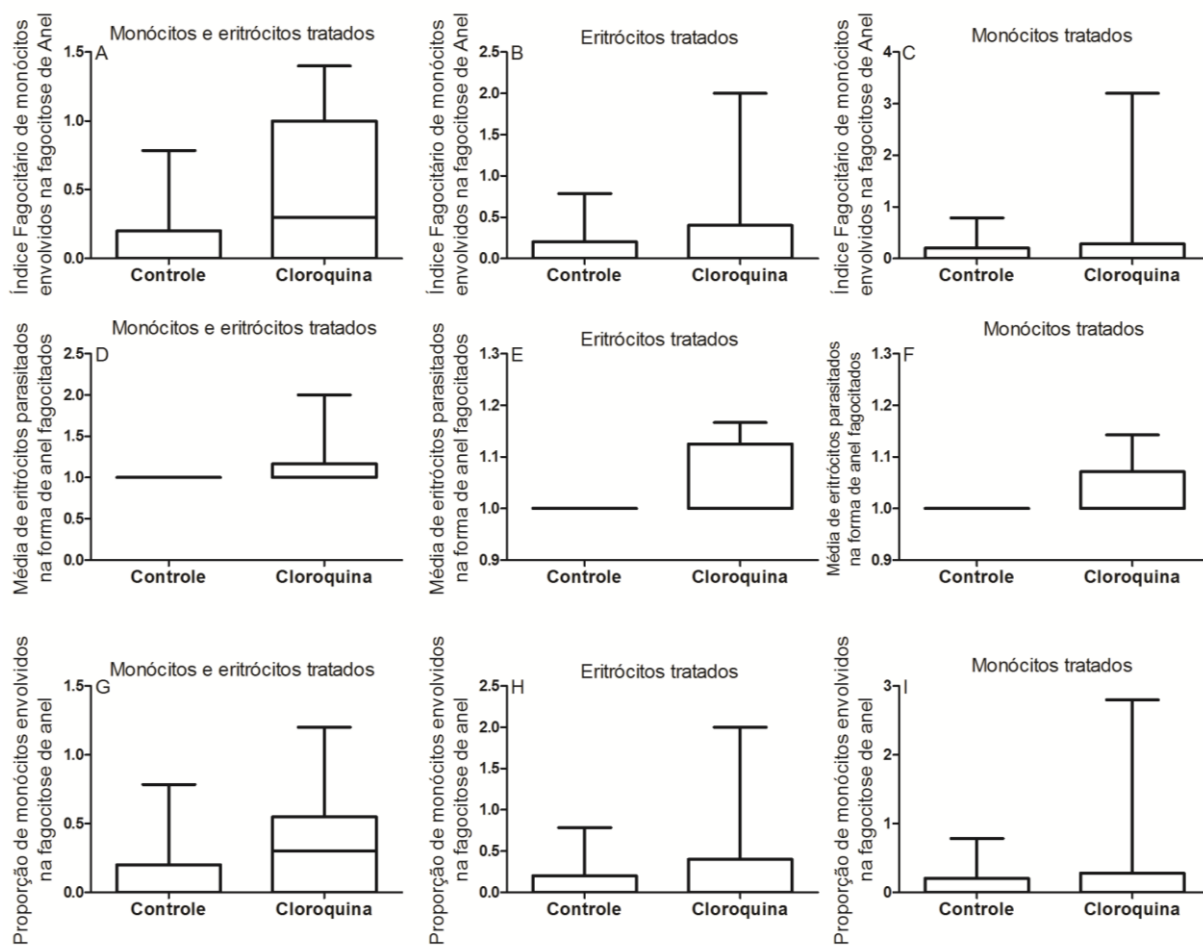 A
Monócitos e eritrócitos tratados
Índice Fagocitário de monócitos
envolvidos na fagocitose de Anel
1.5
1.0
0.5
0.0
Controle
Cloroquina
B
Eritrócitos tratados
Índice Fagocitário de monócitos
envolvidos na fagocitose de Anel
2.5
2.0
1.5
1.0
0.5
0.0
Controle
Cloroquina
C
Monócitos tratados
Índice Fagocitário de monócitos
envolvidos na fagocitose de Anel
4
3
2
1
0
Controle
Cloroquina
D
Monócitos e eritrócitos tratados
Média de eritrócitos parasitados
na forma de anel fagocitados
2.5
2.0
1.5
1.0
0.5
0.0
Controle
Cloroquina
E
Eritrócitos tratados
Média de eritrócitos parasitados
na forma de anel fagocitados
1.3
1.2
1.1
1.0
0.9
Controle
Cloroquina
F
Monócitos tratados
Média de eritrócitos parasitados
na forma de anel fagocitados
1.3
1.2
1.1
1.0
0.9
Controle
Cloroquina
G
Monócitos e eritrócitos tratados
Proporção de monócitos envolvidos
na fagocitose de anel
1.5
1.0
0.5
0.0
Controle
Cloroquina
H
Eritrócitos tratados
Proporção de monócitos envolvidos
na fagocitose de anel
2.5
2.0
1.5
1.0
0.5
0.0
Controle
Cloroquina
I
Monócitos tratados
Proporção de monócitos envolvidos
na fagocitose de anel
3
2
1
0
Controle
Cloroquina